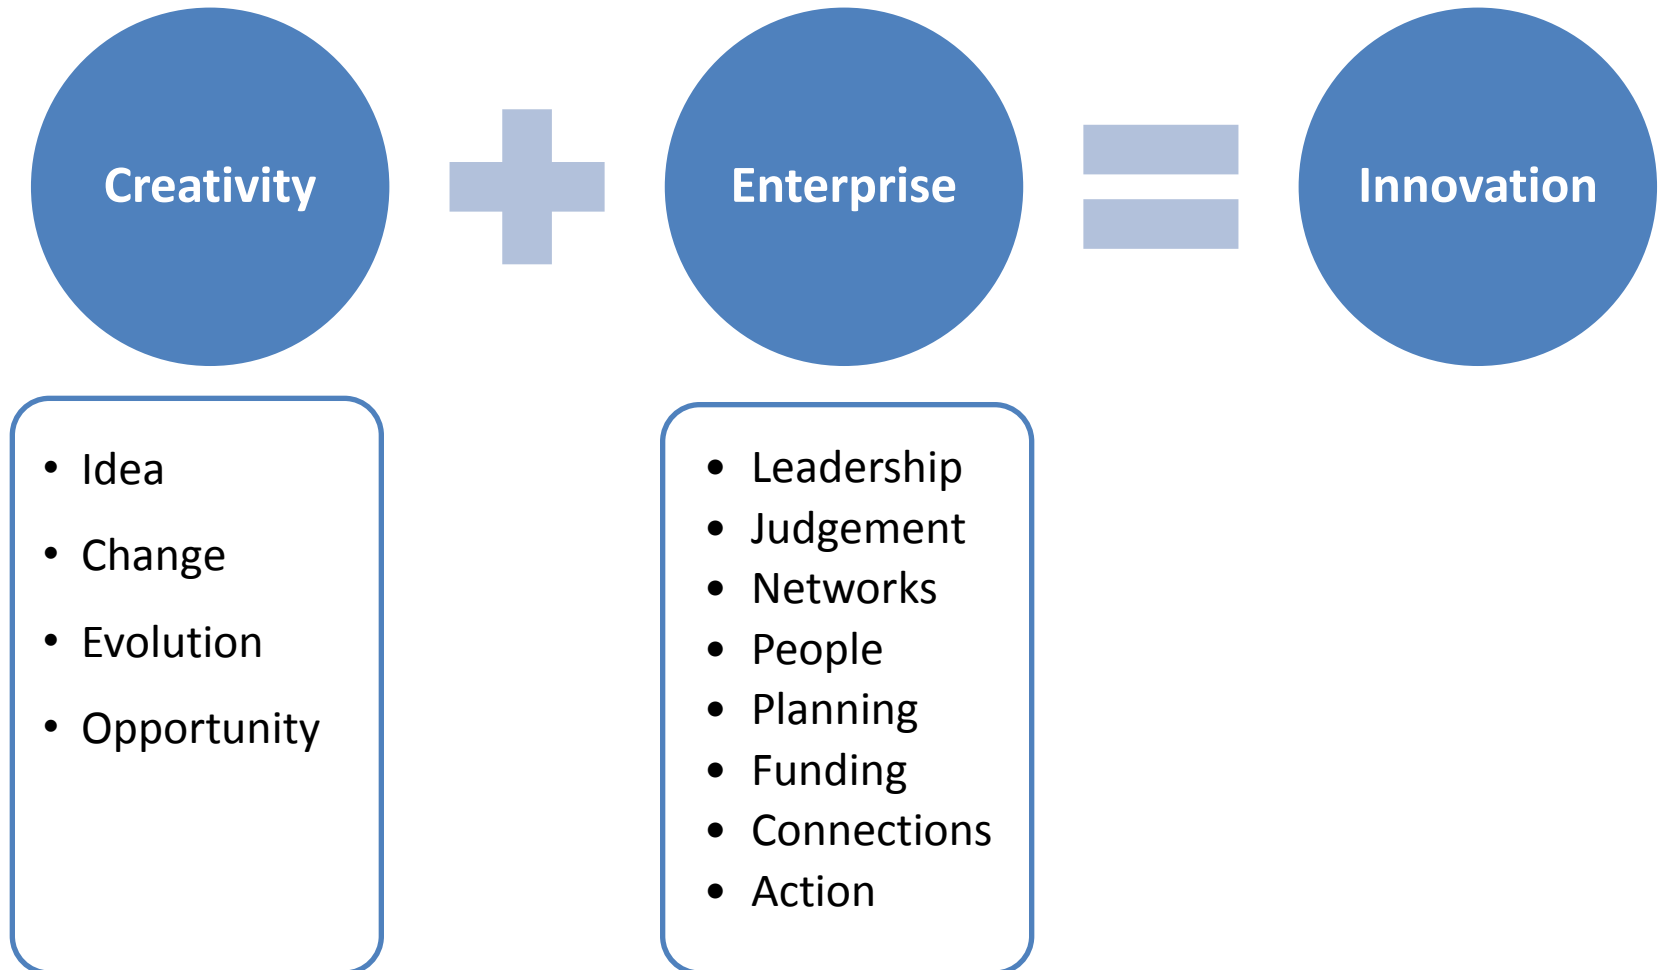 Creativity
Enterprise
Innovation
• Idea
• Change
• Evolution
• Opportunity
• Leadership
• Judgement
• Networks
• People
• Planning
• Funding
• Connections
• Action